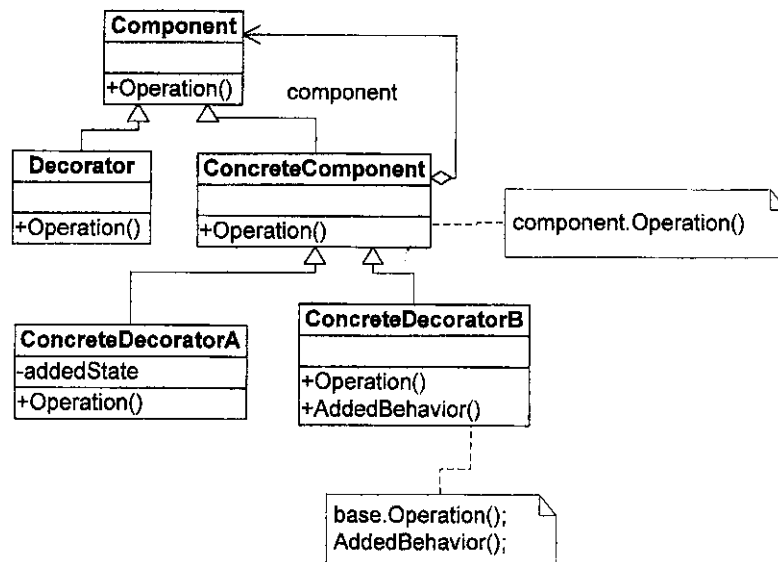 Component
+Operation()
component
Decorator
+Operation()
ConcreteComponent
+Operation()
component.Operation()
ConcreteDecoratorA
-addedState
+Operation()
ConcreteDecoratorB
+Operation()
+AddedBehavior()
base.Operation();
AddedBehavior();